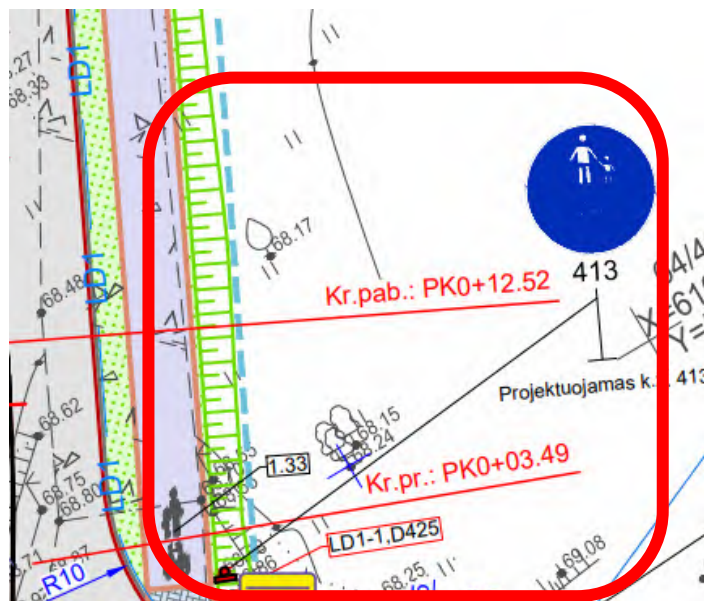 LD1
68.33
68.17
413
Kr.pab.: PK0+12.52
68.48
LD1
Projektuojamas k.
413
68.62
68.15
68.24
1.33
Kr.pr.: PK0+03.49
LD1
68.75
68.80
LD1-1,D425
69.08
68.25
R10